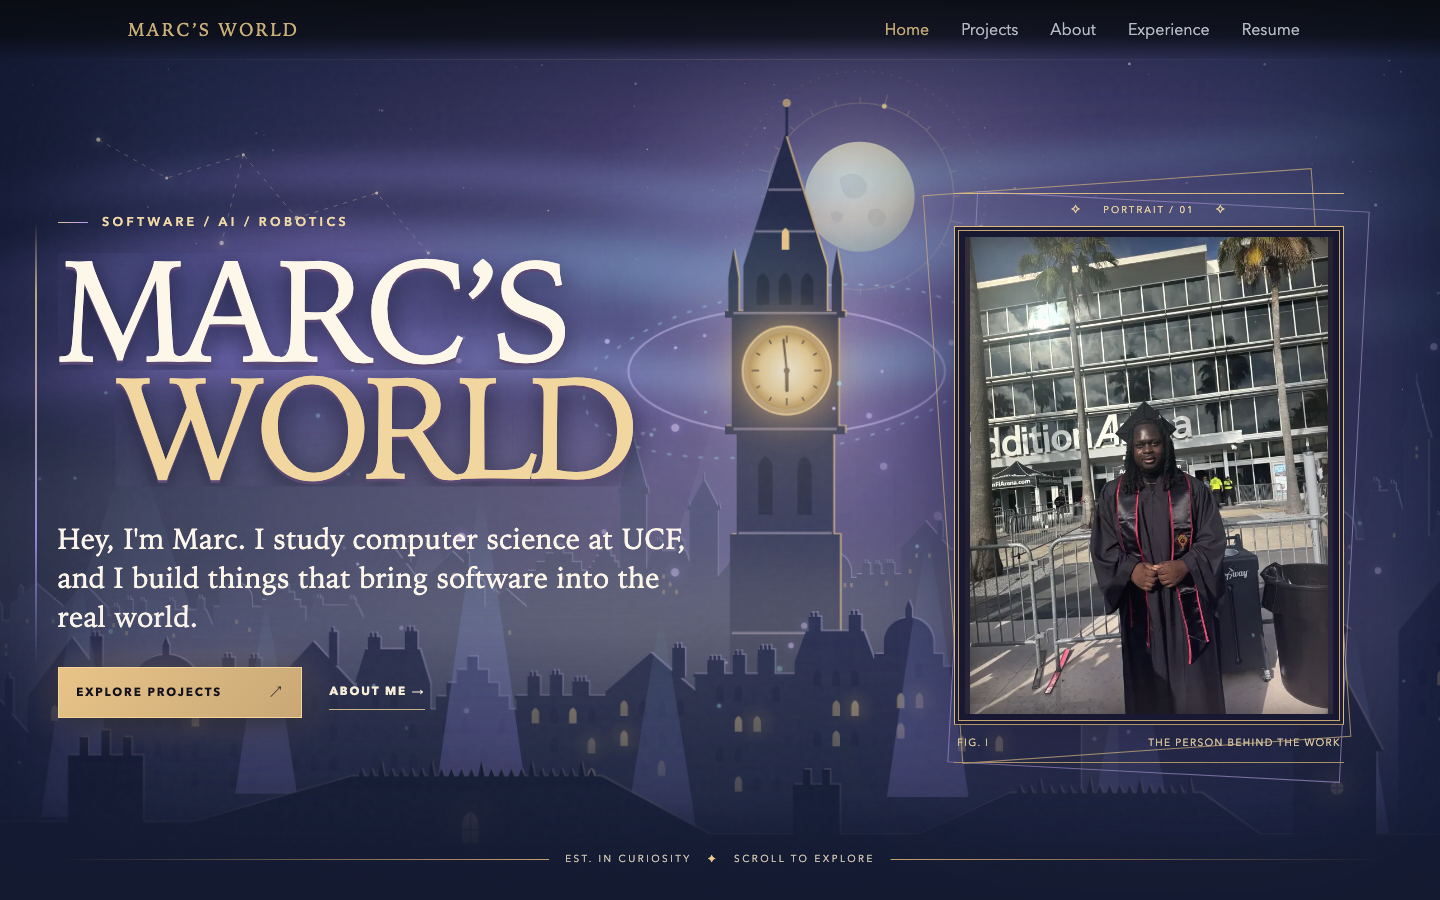 MARC'S WORLD
Home Projects About Experience Resume
SOFTWARE / AI / ROBOTICS
MARC'S
WORLD
Hey, I'm Marc. I study computer science at UCF,
and I build things that bring software into the
real world.
EXPLORE PROJECTS ↗
ABOUT ME →
PORTRAIT / 01
FIG. I
THE PERSON BEHIND THE WORK
EST. IN CURIOSITY ✦ SCROLL TO EXPLORE